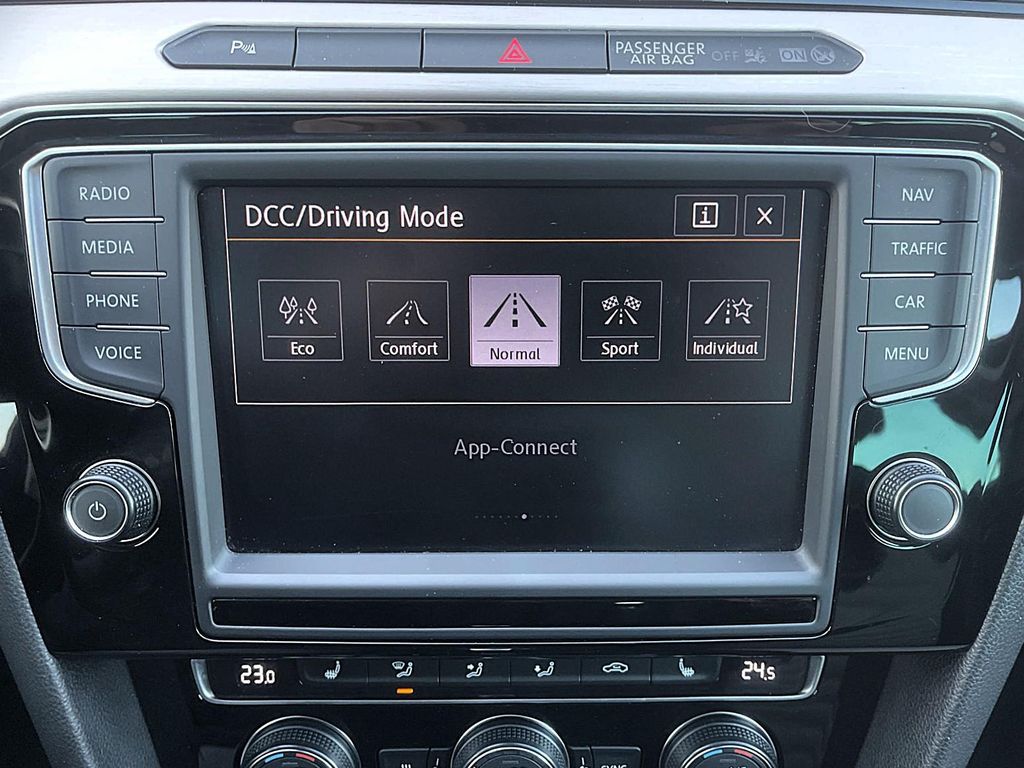 P
PASSENGER
AIR BAG
OFF
ON
RADIO
MEDIA
PHONE
VOICE
DCC/Driving Mode
i
X
Eco
Comfort
Normal
Sport
Individual
App-Connect
NAV
TRAFFIC
CAR
MENU
23.0
24.5
SYNC